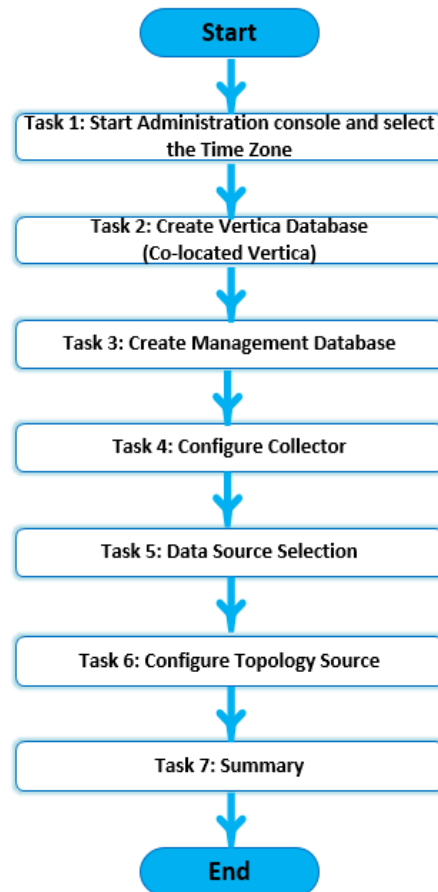 Start
Task 1: Start Administration console and select
the Time Zone
Task 2: Create Vertica Database
(Co-located Vertica)
Task 3: Create Management Database
Task 4: Configure Collector
Task 5: Data Source Selection
Task 6: Configure Topology Source
Task 7: Summary
End